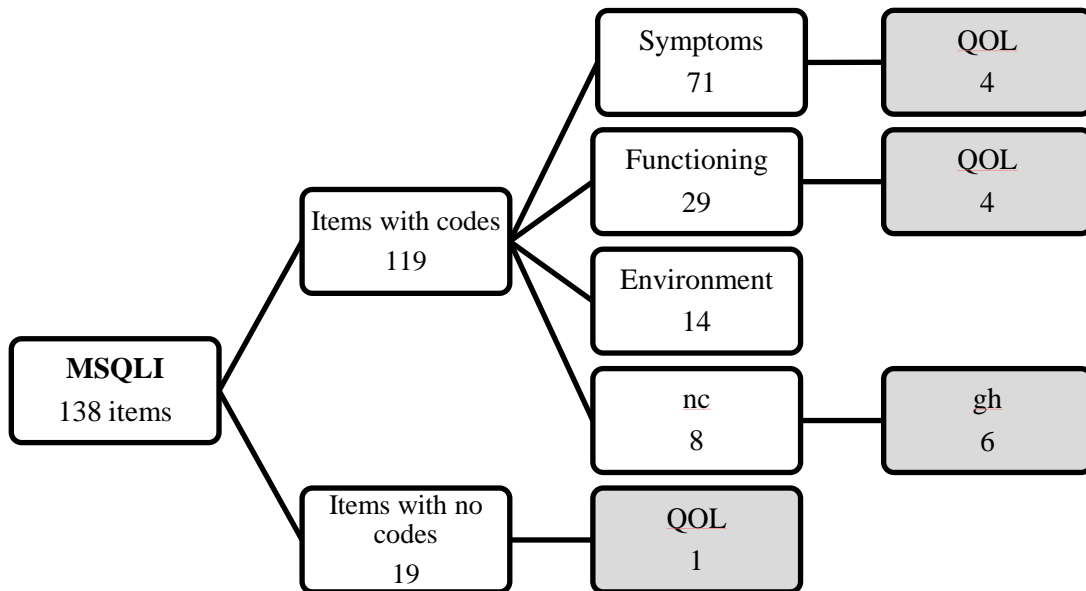 MSQLI
138 items
Items with codes
119
Symptoms
71
QOL
4
Functioning
29
QOL
4
Environment
14
nc
8
gh
6
Items with no
codes
19
QOL
1